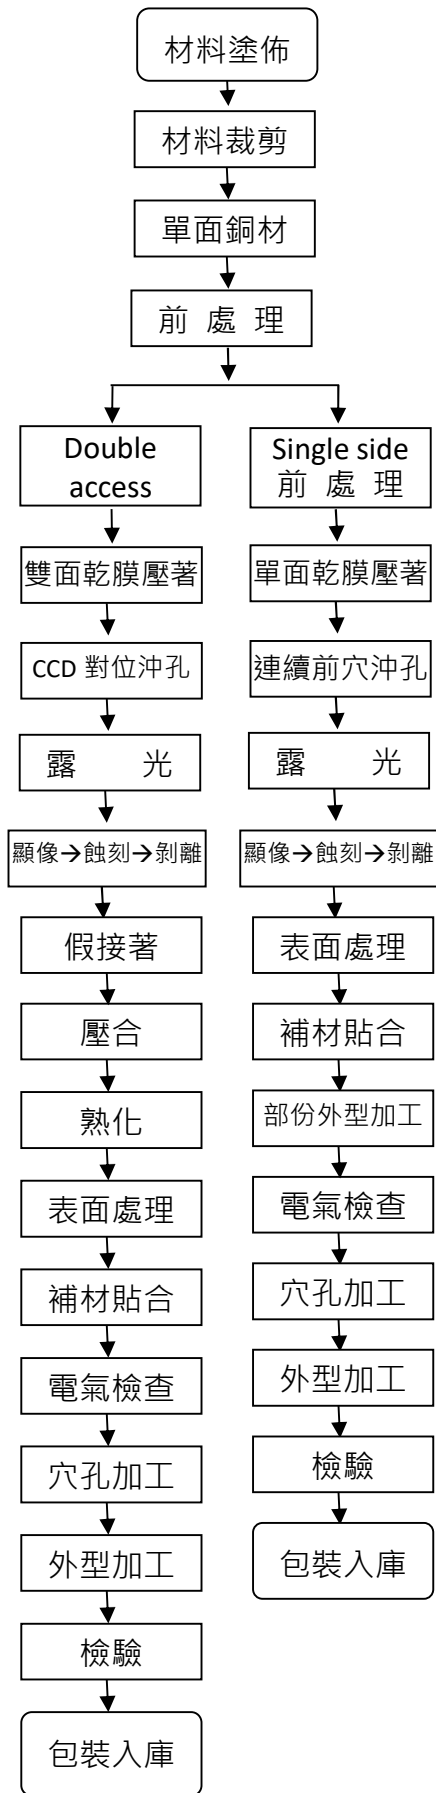 材料塗佈
材料裁剪
單面銅材
前 處 理
Double
access
雙面乾膜壓著
CCD 對位沖孔
露 光
顯像→蝕刻→剝離
假接著
壓合
熟化
表面處理
補材貼合
電氣檢查
穴孔加工
外型加工
檢驗
包裝入庫
Single side
前 處 理
單面乾膜壓著
連續前穴沖孔
露 光
顯像→蝕刻→剝離
表面處理
補材貼合
部份外型加工
電氣檢查
穴孔加工
外型加工
檢驗
包裝入庫